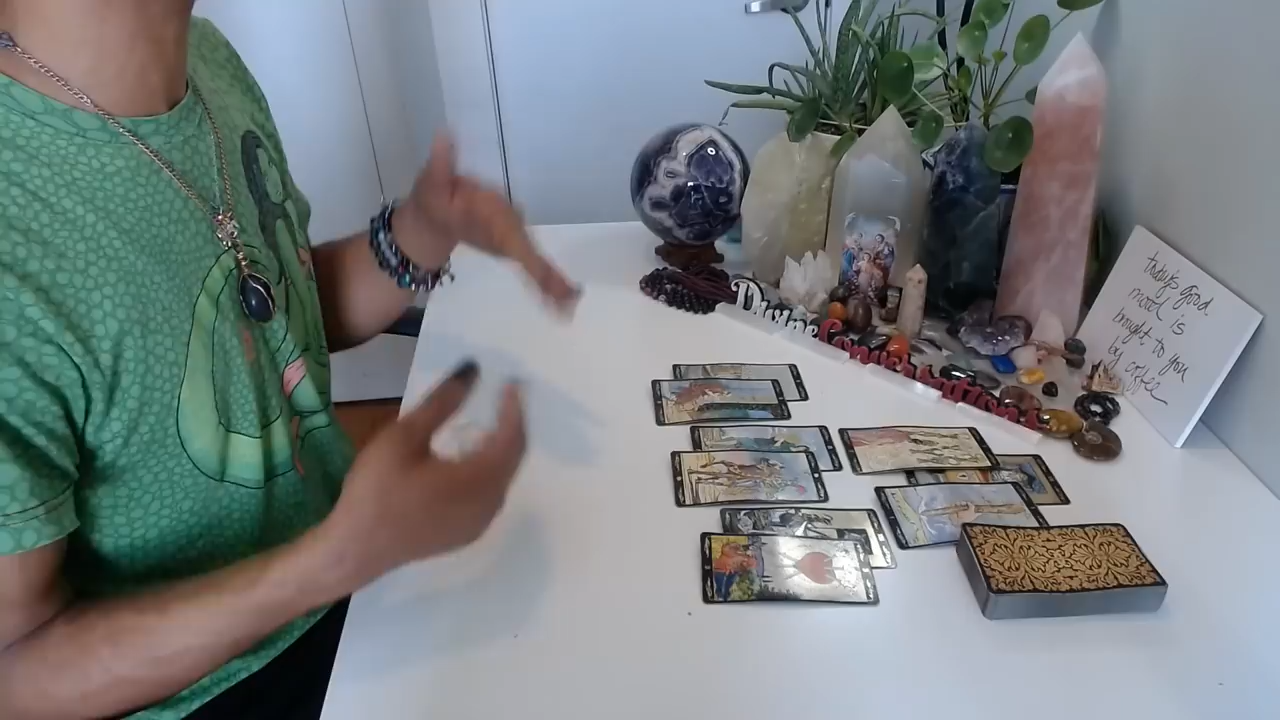 Divine Conversations
today's good
mood is
brought to you
by coffee